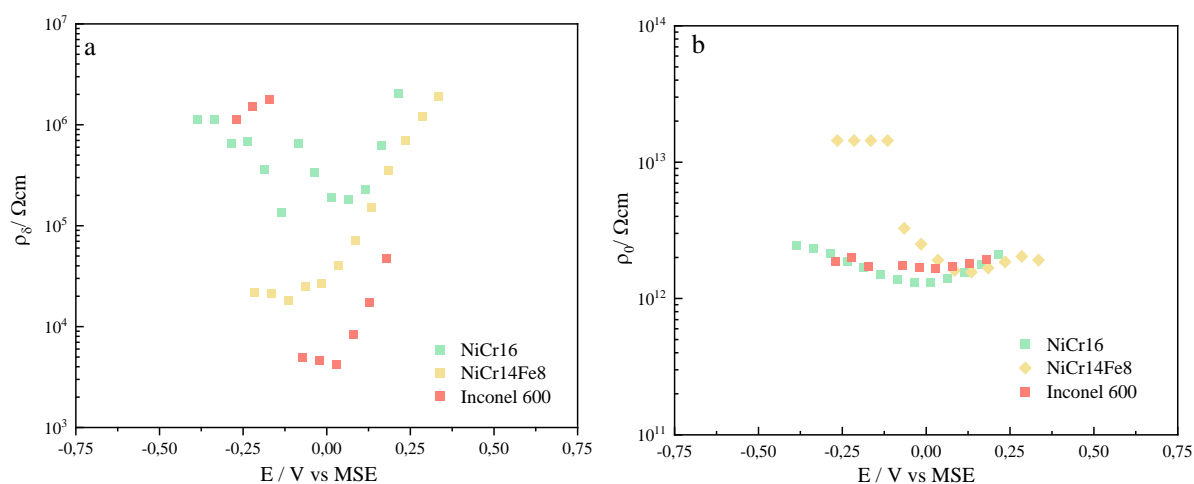 a
10⁷
10⁶
10⁵
10⁴
10³
ρδ/ Ωcm
NiCr16
NiCr14Fe8
Inconel 600
-0,75 -0,50 -0,25 0,00 0,25 0,50 0,75
E / V vs MSE
b
10¹⁴
10¹³
10¹²
10¹¹
ρ₀/ Ωcm
NiCr16
NiCr14Fe8
Inconel 600
-0,75 -0,50 -0,25 0,00 0,25 0,50 0,75
E / V vs MSE